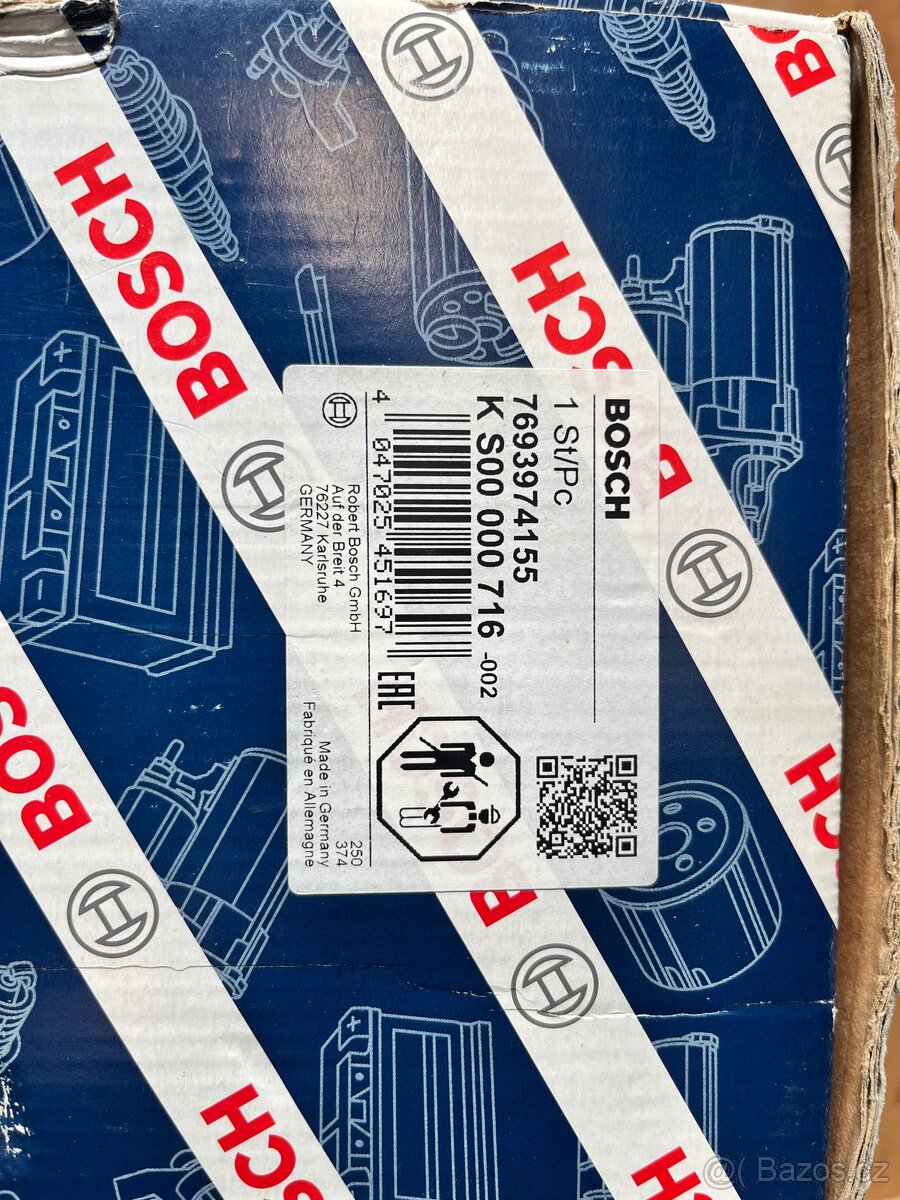 BOSCH
BOSCH
BOSCH
BOSCH
1 St/Pc
7693974155
K S00 000 716 -002
4 047025 451697
EAC
Robert Bosch GmbH
Auf der Breit 4
76227 Karlsruhe
GERMANY
250
374
Made in Germany
Fabriqué en Allemagne
BOSCH
BOSCH
@( Bazos.cz